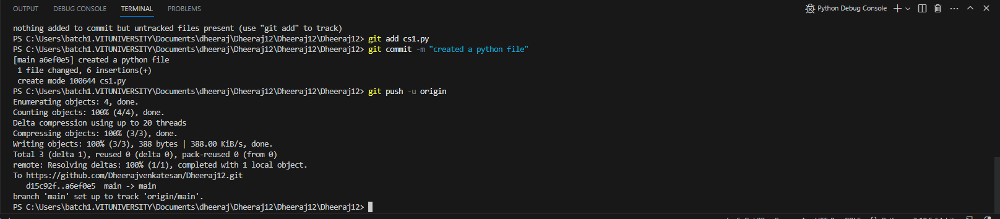 OUTPUT DEBUG CONSOLE TERMINAL PROBLEMS Python Debug Console
nothing added to commit but untracked files present (use "git add" to track)
PS C:\Users\batch1.VITUNIVERSITY\Documents\dheeraj\Dheeraj12\Dheeraj12\Dheeraj12> git add cs1.py
PS C:\Users\batch1.VITUNIVERSITY\Documents\dheeraj\Dheeraj12\Dheeraj12\Dheeraj12> git commit -m "created a python file"
[main a6ef0e5] created a python file
 1 file changed, 6 insertions(+)
 create mode 100644 cs1.py
PS C:\Users\batch1.VITUNIVERSITY\Documents\dheeraj\Dheeraj12\Dheeraj12\Dheeraj12> git push -u origin
Enumerating objects: 4, done.
Counting objects: 100% (4/4), done.
Delta compression using up to 20 threads
Compressing objects: 100% (3/3), done.
Writing objects: 100% (3/3), 388 bytes | 388.00 KiB/s, done.
Total 3 (delta 1), reused 0 (delta 0), pack-reused 0 (from 0)
remote: Resolving deltas: 100% (1/1), completed with 1 local object.
To https://github.com/Dheerajvenkatesan/Dheeraj12.git
   d15c92f..a6ef0e5  main -> main
branch 'main' set up to track 'origin/main'.
PS C:\Users\batch1.VITUNIVERSITY\Documents\dheeraj\Dheeraj12\Dheeraj12\Dheeraj12>